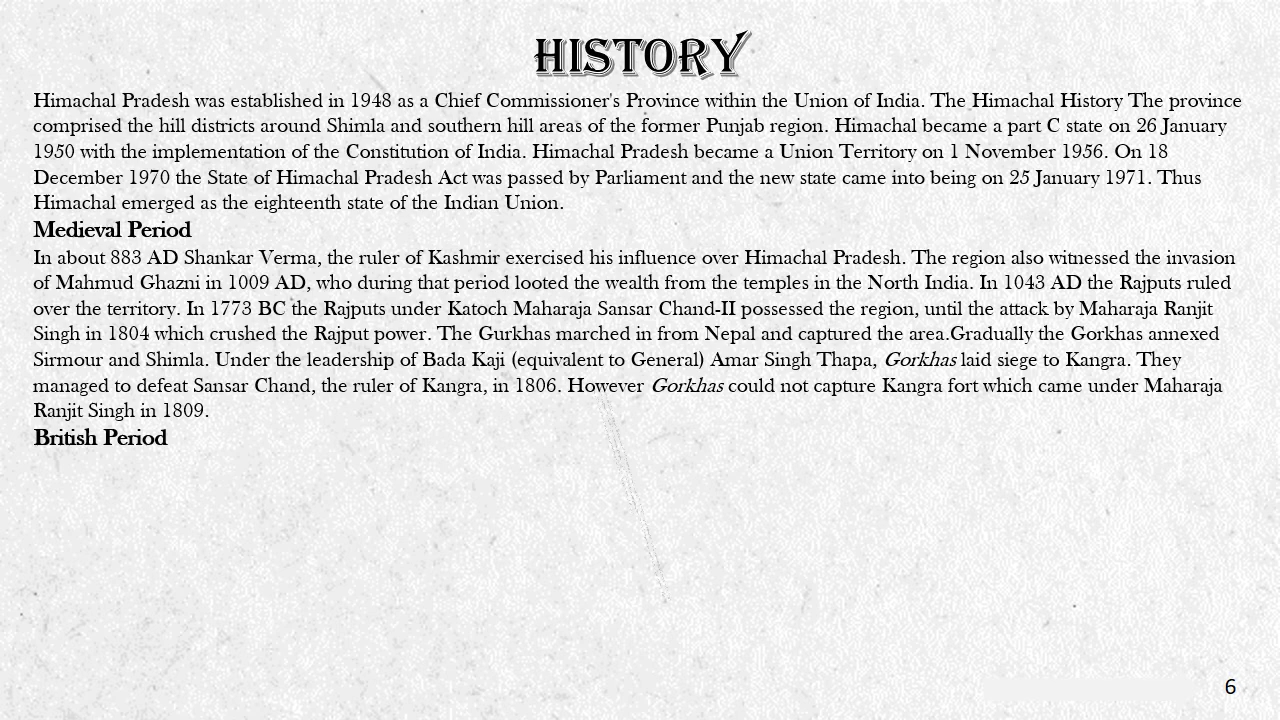 HISTORY
Himachal Pradesh was established in 1948 as a Chief Commissioner's Province within the Union of India. The Himachal History The province
comprised the hill districts around Shimla and southern hill areas of the former Punjab region. Himachal became a part C state on 26 January
1950 with the implementation of the Constitution of India. Himachal Pradesh became a Union Territory on 1 November 1956. On 18
December 1970 the State of Himachal Pradesh Act was passed by Parliament and the new state came into being on 25 January 1971. Thus
Himachal emerged as the eighteenth state of the Indian Union.
Medieval Period
In about 883 AD Shankar Verma, the ruler of Kashmir exercised his influence over Himachal Pradesh. The region also witnessed the invasion
of Mahmud Ghazni in 1009 AD, who during that period looted the wealth from the temples in the North India. In 1043 AD the Rajputs ruled
over the territory. In 1773 BC the Rajputs under Katoch Maharaja Sansar Chand-II possessed the region, until the attack by Maharaja Ranjit
Singh in 1804 which crushed the Rajput power. The Gurkhas marched in from Nepal and captured the area.Gradually the Gorkhas annexed
Sirmour and Shimla. Under the leadership of Bada Kaji (equivalent to General) Amar Singh Thapa, Gorkhas laid siege to Kangra. They
managed to defeat Sansar Chand, the ruler of Kangra, in 1806. However Gorkhas could not capture Kangra fort which came under Maharaja
Ranjit Singh in 1809.
British Period
6